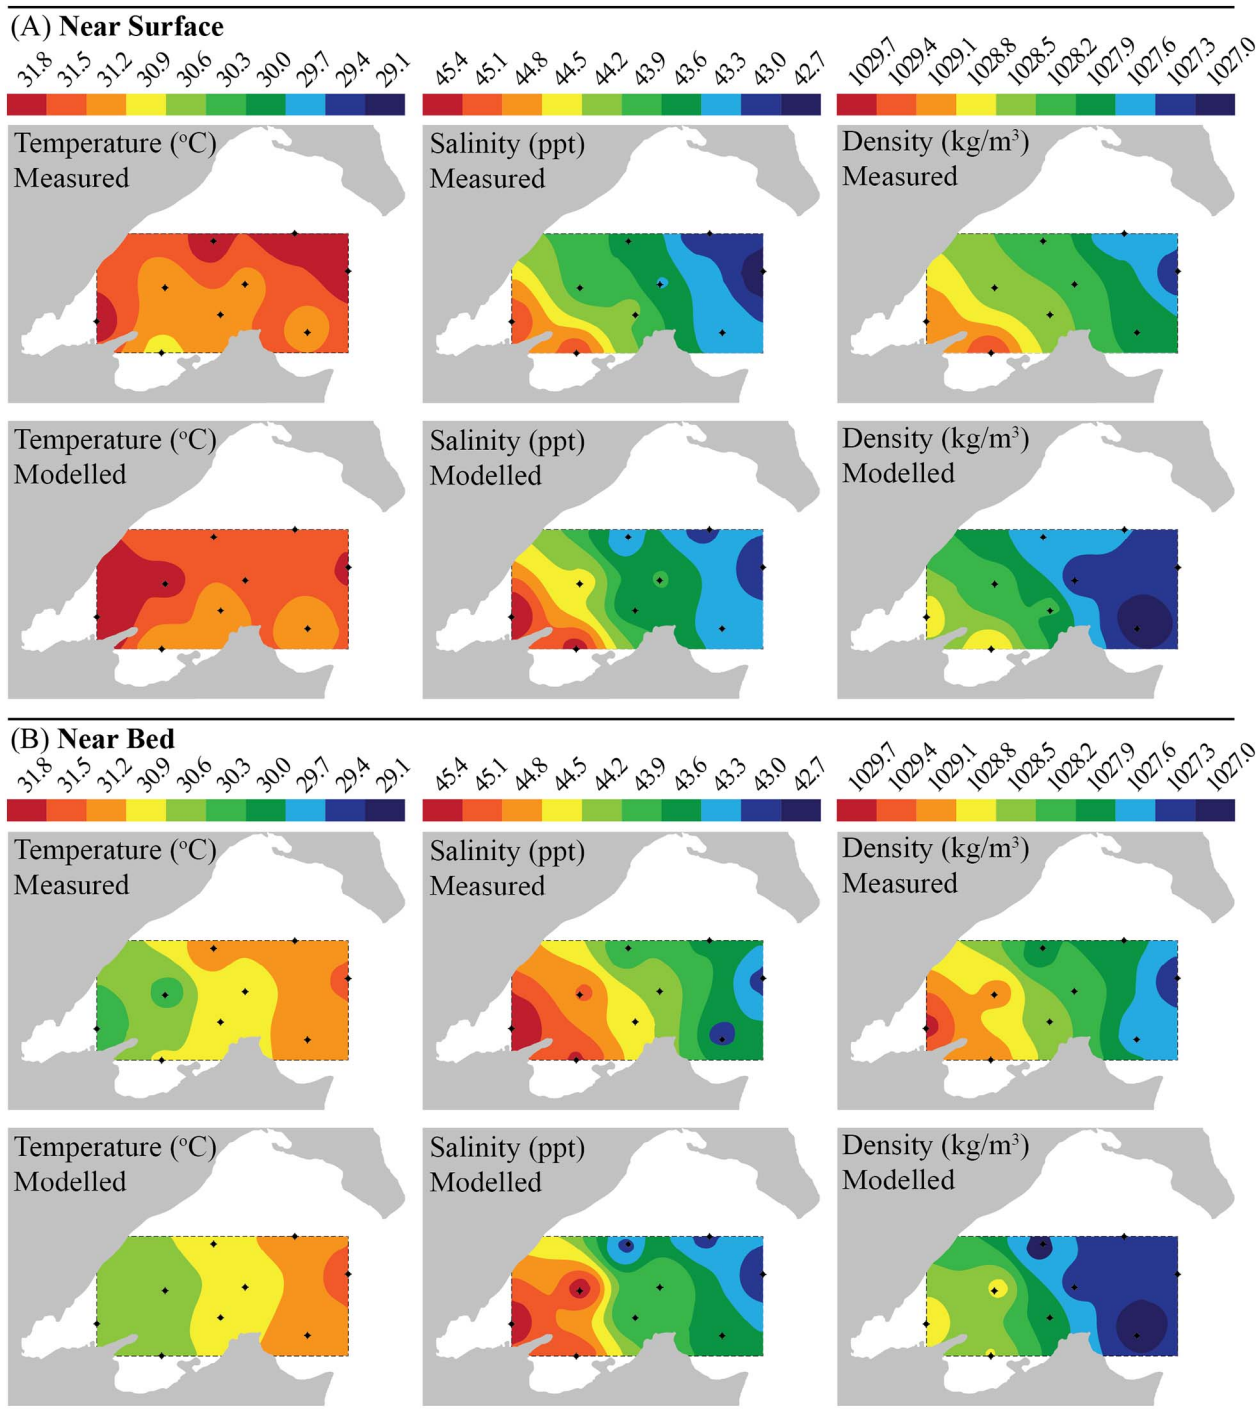 (A) Near Surface
31.8 31.5 31.2 30.9 30.6 30.3 30.0 29.7 29.4 29.1
45.4 45.1 44.8 44.5 44.2 43.9 43.6 43.3 43.0 42.7
1029.7 1029.4 1029.1 1028.8 1028.5 1028.2 1027.9 1027.6 1027.3 1027.0
Temperature (°C)
Measured
Salinity (ppt)
Measured
Density (kg/m³)
Measured
Temperature (°C)
Modelled
Salinity (ppt)
Modelled
Density (kg/m³)
Modelled
(B) Near Bed
31.8 31.5 31.2 30.9 30.6 30.3 30.0 29.7 29.4 29.1
45.4 45.1 44.8 44.5 44.2 43.9 43.6 43.3 43.0 42.7
1029.7 1029.4 1029.1 1028.8 1028.5 1028.2 1027.9 1027.6 1027.3 1027.0
Temperature (°C)
Measured
Salinity (ppt)
Measured
Density (kg/m³)
Measured
Temperature (°C)
Modelled
Salinity (ppt)
Modelled
Density (kg/m³)
Modelled